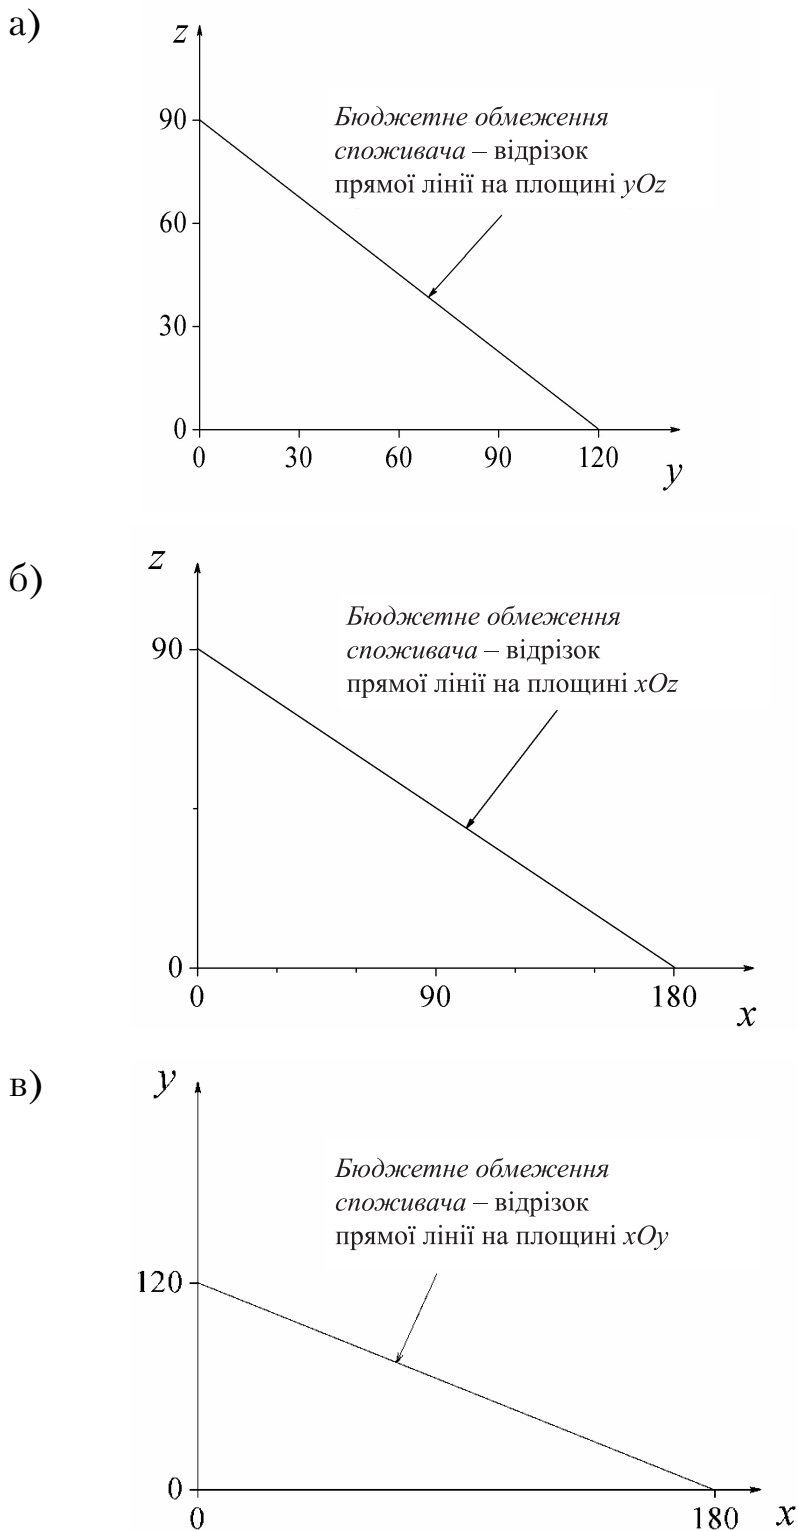 а)
z
90
Бюджетне обмеження
споживача – відрізок
прямої лінії на площині yOz
60
30
0
0 30 60 90 120
y
б)
z
Бюджетне обмеження
споживача – відрізок
прямої лінії на площині xOz
90
0
0 90 180
x
в)
y
Бюджетне обмеження
споживача – відрізок
прямої лінії на площині xOy
120
0
0 180 x